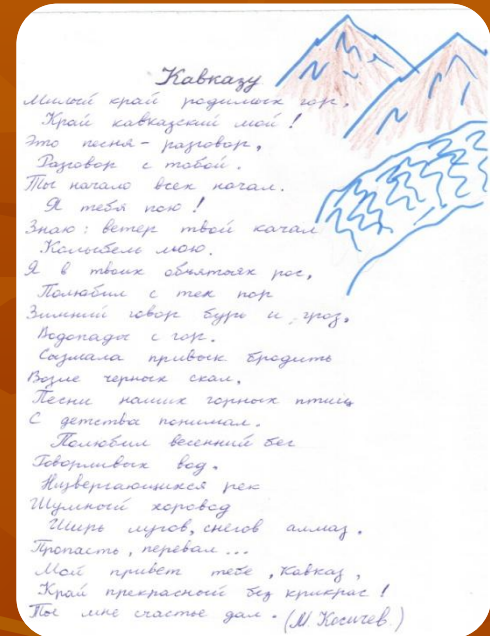 Кавказу
Милый край родимых гор,
Край кавказский мой!
Это песня - разговор,
Разговор с тобой.
Ты начало всех начал.
Я тебя пою!
Знаю: ветер твой качал
Колыбель мою.
Я в твоих объятьях рос,
Полюбил с тех пор
Зимний говор бурь и гроз,
Водопады с гор.
Сызмала привык бродить
Возле черных скал,
Песни наших горных птиц
С детства понимал.
Полюбил весенний бег
Говорливых вод.
Низвергающихся рек
Шумный хоровод
Ширь лугов, снегов алмаз,
Пропасть, перевал...
Мой привет тебе, Кавказ,
Край прекрасный без прикрас!
Ты мне счастье дал. (М. Косичев)